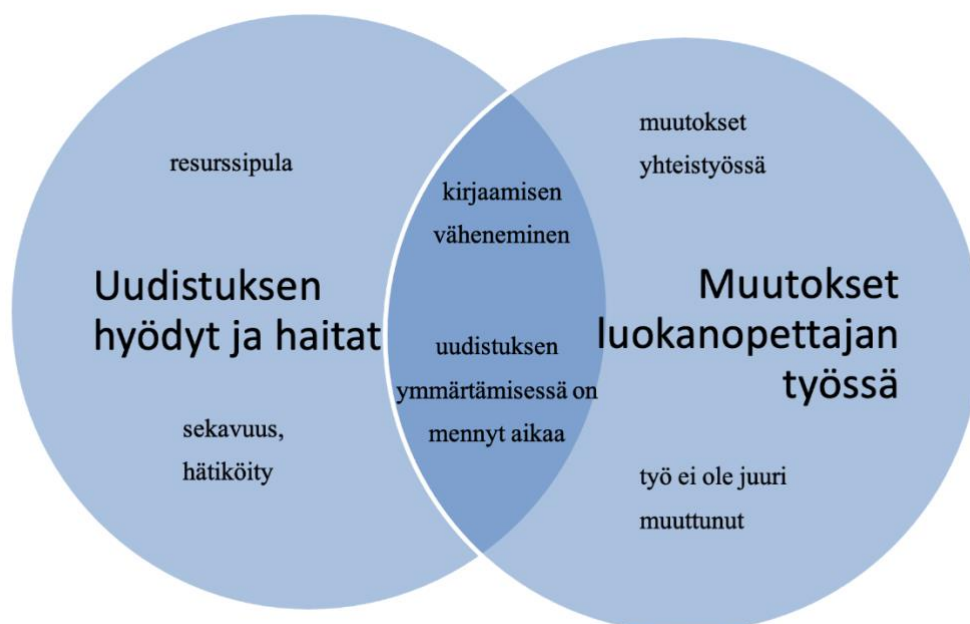 resurssipula
Uudistuksen
hyödyt ja haitat
sekavuus,
hätiköity
kirjaamisen
väheneminen
uudistuksen
ymmärtämisessä on
mennyt aikaa
muutokset
yhteistyössä
Muutokset
luokanopettajan
työssä
työ ei ole juuri
muuttunut